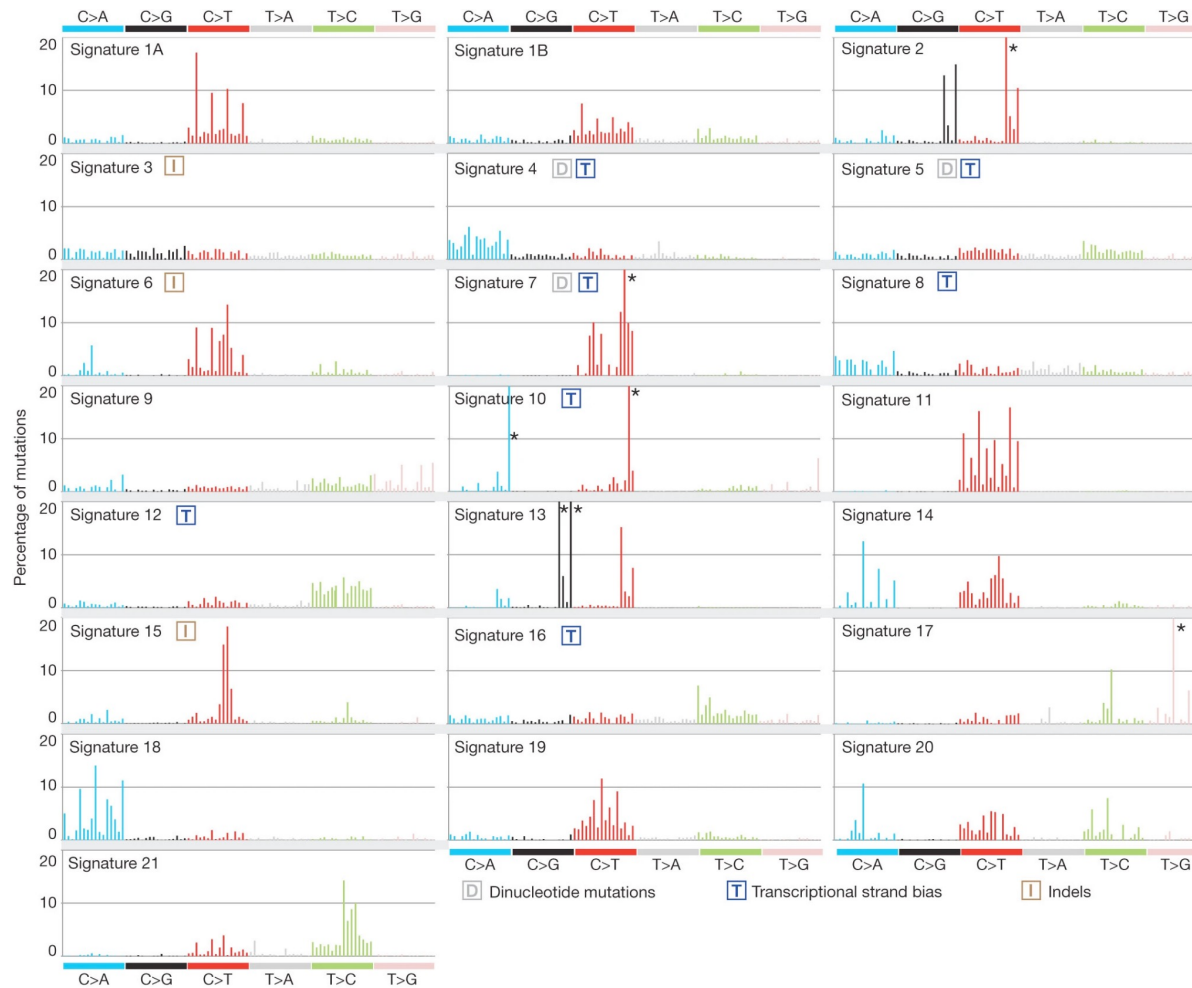 C>A C>G C>T T>A T>C T>G C>A C>G C>T T>A T>C T>G C>A C>G C>T T>A T>C T>G
20 Signature 1A Signature 1B Signature 2 *
10
0
20 Signature 3 I Signature 4 D T Signature 5 D T
10
0
20 Signature 6 I Signature 7 D T * Signature 8 T
10
0
20 Signature 9 Signature 10 T * * Signature 11
10
0
20 Signature 12 T Signature 13 * * Signature 14
10
0
20 Signature 15 I Signature 16 T Signature 17 *
10
0
20 Signature 18 Signature 19 Signature 20
10
0
20 Signature 21
10
0
Percentage of mutations
C>A C>G C>T T>A T>C T>G C>A C>G C>T T>A T>C T>G
D Dinucleotide mutations T Transcriptional strand bias I Indels
C>A C>G C>T T>A T>C T>G